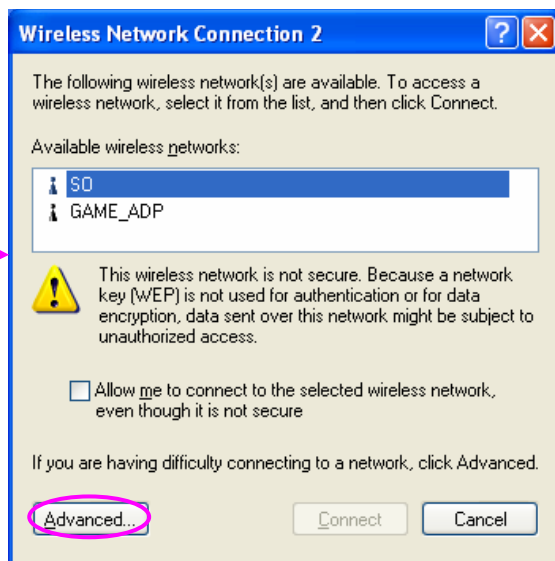 Wireless Network Connection 2
The following wireless network(s) are available. To access a
wireless network, select it from the list, and then click Connect.
Available wireless networks:
SO
GAME_ADP
This wireless network is not secure. Because a network
key (WEP) is not used for authentication or for data
encryption, data sent over this network might be subject to
unauthorized access.
Allow me to connect to the selected wireless network,
even though it is not secure
If you are having difficulty connecting to a network, click Advanced.
Advanced... Connect Cancel